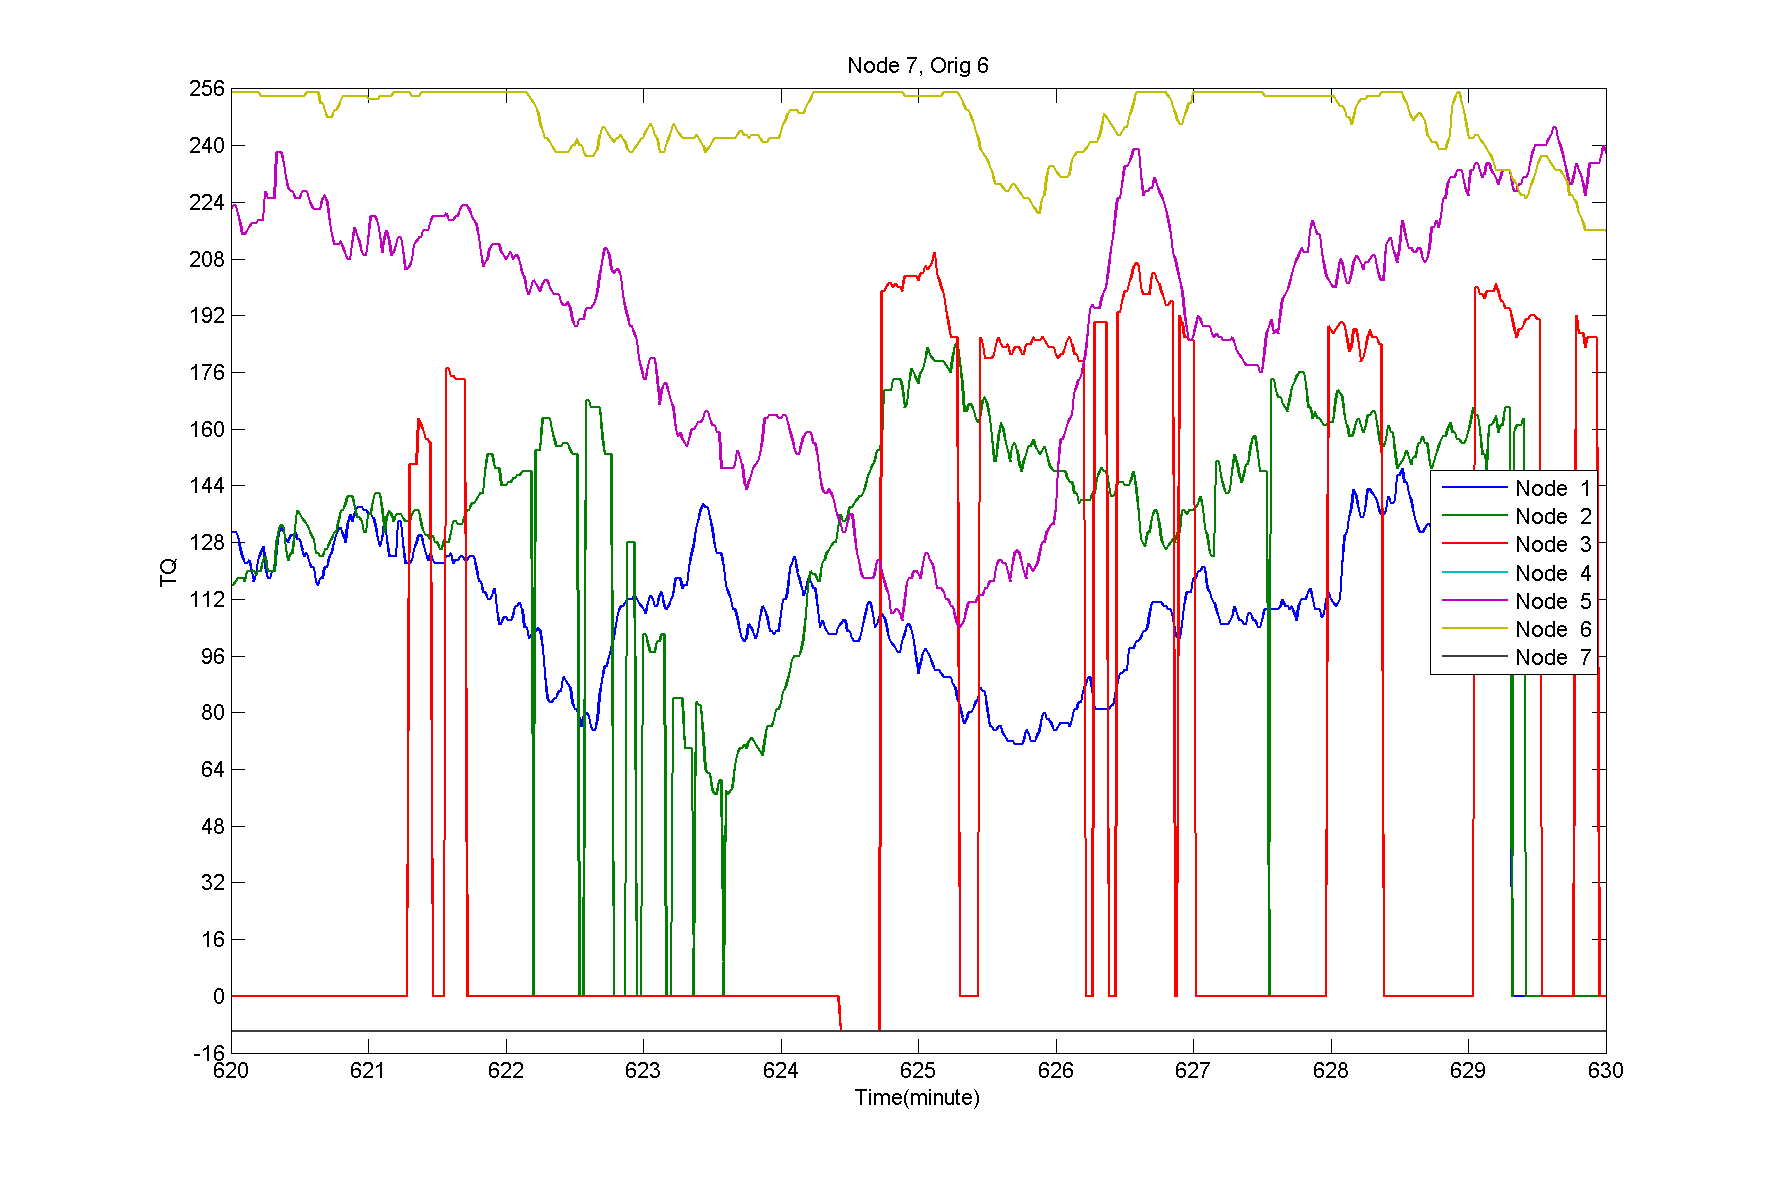 Node 7, Orig 6
256
240
224
208
192
176
160
144
128
112
96
80
64
48
32
16
0
-16
TQ
Node 1
Node 2
Node 3
Node 4
Node 5
Node 6
Node 7
620 621 622 623 624 625 626 627 628 629 630
Time(minute)